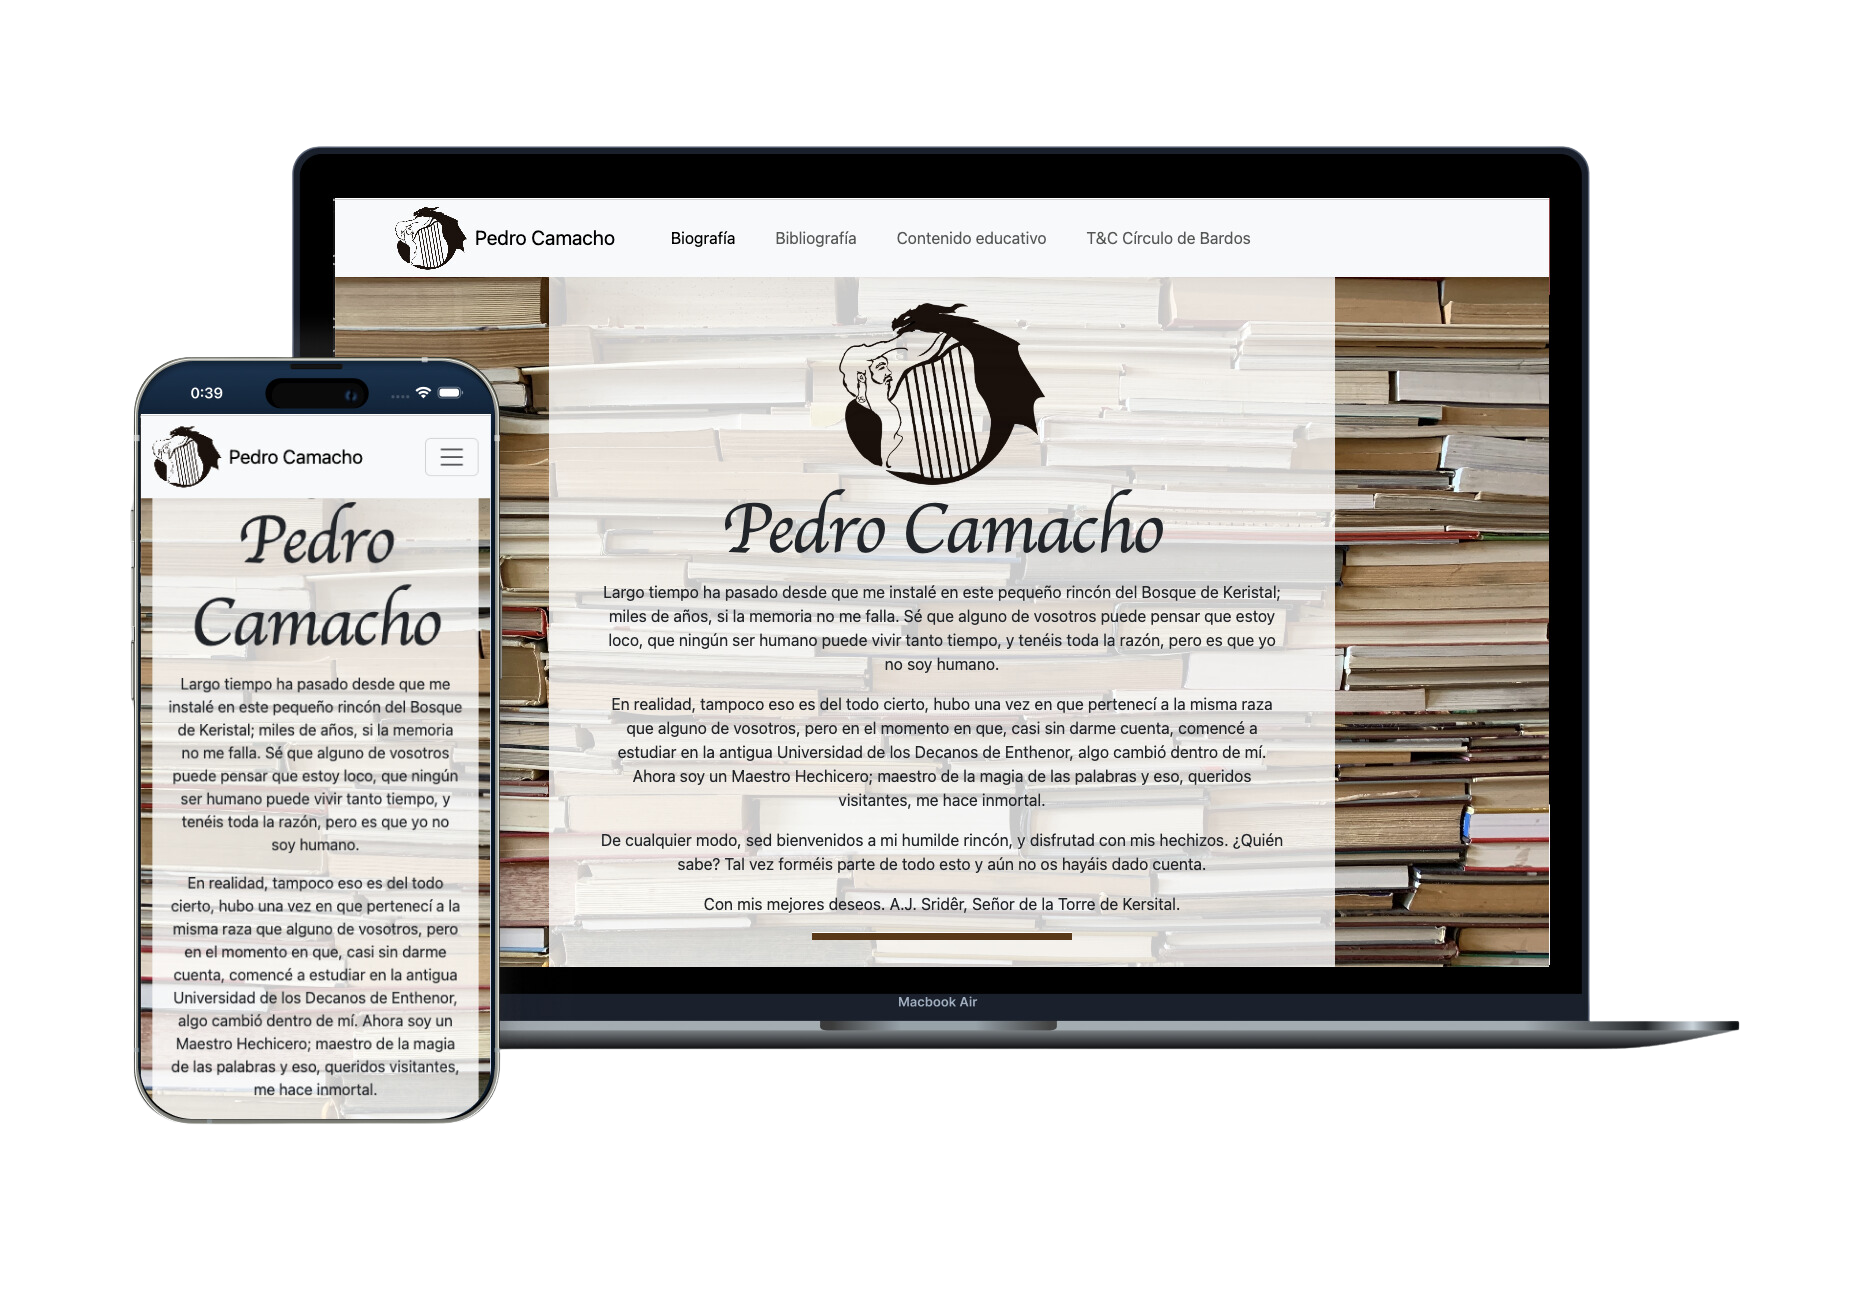 Pedro Camacho
Biografía
Bibliografía
Contenido educativo
T&C Círculo de Bardos
Pedro Camacho
Largo tiempo ha pasado desde que me instalé en este pequeño rincón del Bosque de Keristal;
miles de años, si la memoria no me falla. Sé que alguno de vosotros puede pensar que estoy
loco, que ningún ser humano puede vivir tanto tiempo, y tenéis toda la razón, pero es que yo
no soy humano.
En realidad, tampoco eso es del todo cierto, hubo una vez en que pertenecí a la misma raza
que alguno de vosotros, pero en el momento en que, casi sin darme cuenta, comencé a
estudiar en la antigua Universidad de los Decanos de Enthenor, algo cambió dentro de mí.
Ahora soy un Maestro Hechicero; maestro de la magia de las palabras y eso, queridos
visitantes, me hace inmortal.
De cualquier modo, sed bienvenidos a mi humilde rincón, y disfrutad con mis hechizos. ¿Quién
sabe? Tal vez forméis parte de todo esto y aún no os hayáis dado cuenta.
Con mis mejores deseos. A.J. Sridêr, Señor de la Torre de Kersital.
Macbook Air
0:39
Pedro Camacho
Pedro
Camacho
Largo tiempo ha pasado desde que me
instalé en este pequeño rincón del Bosque
de Keristal; miles de años, si la memoria
no me falla. Sé que alguno de vosotros
puede pensar que estoy loco, que ningún
ser humano puede vivir tanto tiempo, y
tenéis toda la razón, pero es que yo no
soy humano.
En realidad, tampoco eso es del todo
cierto, hubo una vez en que pertenecí a la
misma raza que alguno de vosotros, pero
en el momento en que, casi sin darme
cuenta, comencé a estudiar en la antigua
Universidad de los Decanos de Enthenor,
algo cambió dentro de mí. Ahora soy un
Maestro Hechicero; maestro de la magia
de las palabras y eso, queridos visitantes,
me hace inmortal.